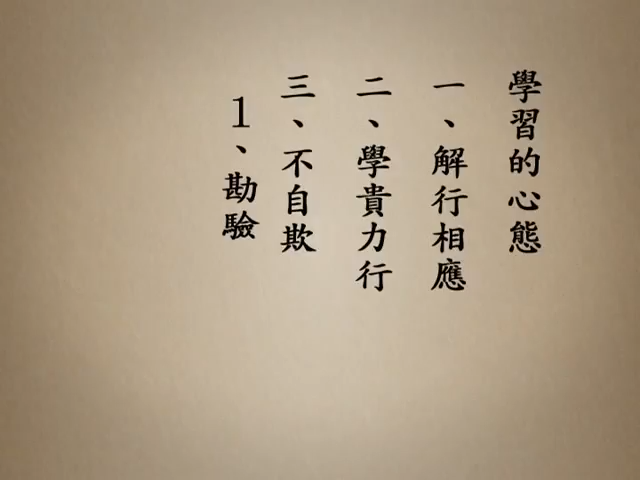 學習的心態
一、解行相應
二、學貴力行
三、不自欺
1、勘驗